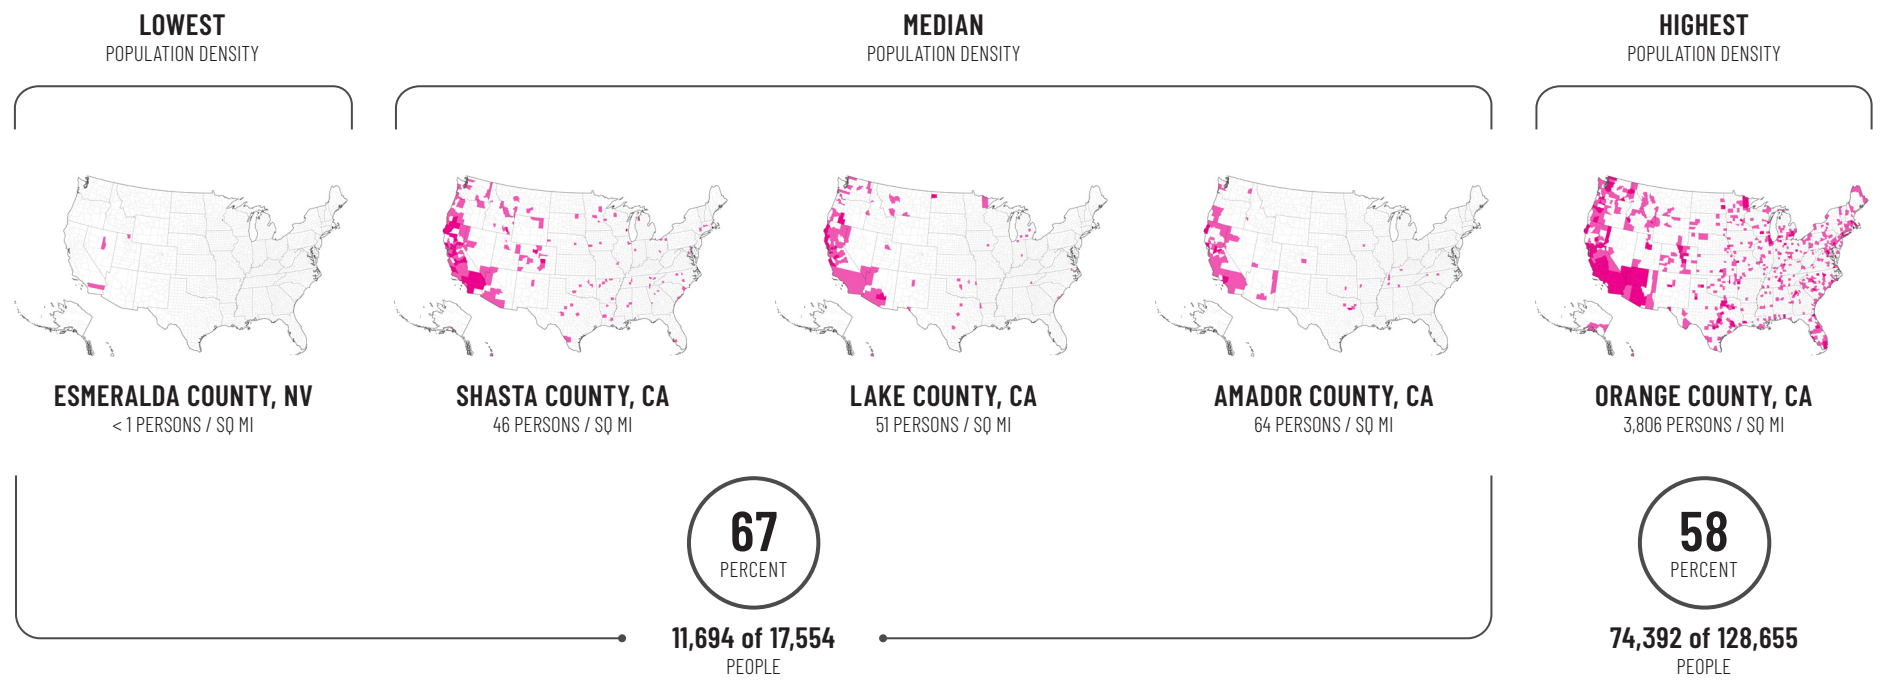 LOWEST
POPULATION DENSITY
MEDIAN
POPULATION DENSITY
HIGHEST
POPULATION DENSITY
ESMERALDA COUNTY, NV
< 1 PERSONS / SQ MI
SHASTA COUNTY, CA
46 PERSONS / SQ MI
LAKE COUNTY, CA
51 PERSONS / SQ MI
AMADOR COUNTY, CA
64 PERSONS / SQ MI
ORANGE COUNTY, CA
3,806 PERSONS / SQ MI
67
PERCENT
11,694 of 17,554
PEOPLE
58
PERCENT
74,392 of 128,655
PEOPLE